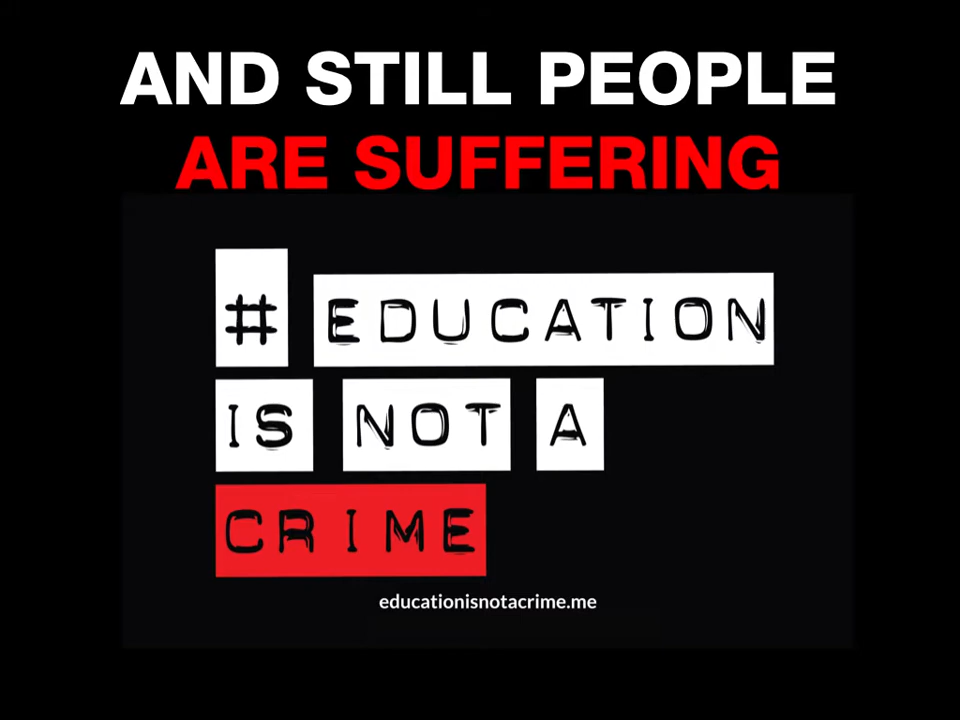 AND STILL PEOPLE
ARE SUFFERING
# EDUCATION
IS NOT A
CRIME
educationisnotacrime.me